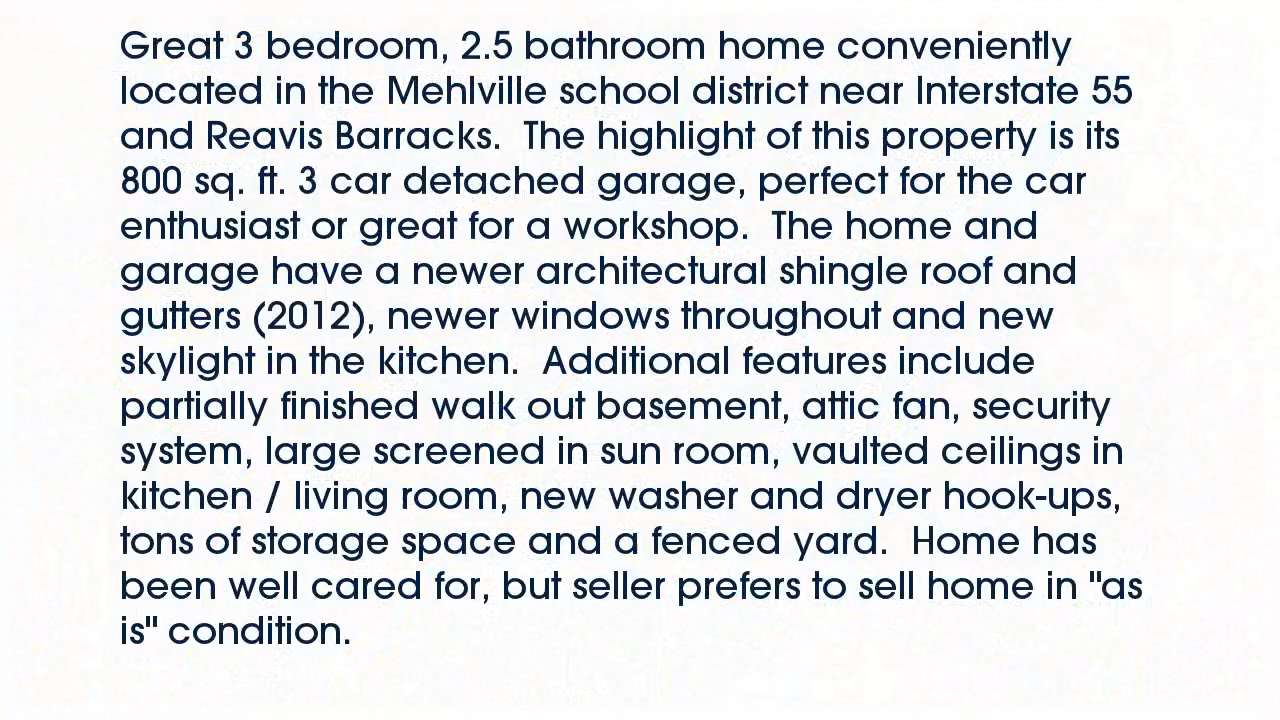 Great 3 bedroom, 2.5 bathroom home conveniently
located in the Mehlville school district near Interstate 55
and Reavis Barracks.  The highlight of this property is its
800 sq. ft. 3 car detached garage, perfect for the car
enthusiast or great for a workshop.  The home and
garage have a newer architectural shingle roof and
gutters (2012), newer windows throughout and new
skylight in the kitchen.  Additional features include
partially finished walk out basement, attic fan, security
system, large screened in sun room, vaulted ceilings in
kitchen / living room, new washer and dryer hook-ups,
tons of storage space and a fenced yard.  Home has
been well cared for, but seller prefers to sell home in "as
is" condition.